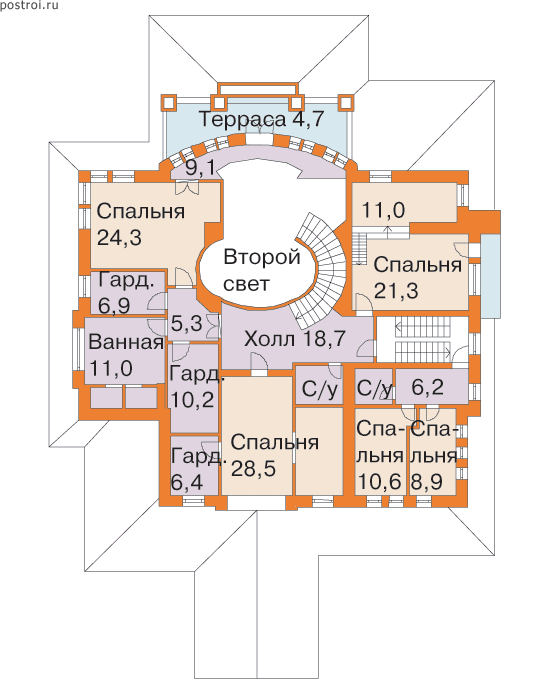 postroi.ru
Терраса 4,7
9,1
Спальня
24,3
11,0
Второй
свет
Спальня
21,3
Гард.
6,9
5,3
Холл 18,7
Ванная
11,0
Гард.
10,2
С/у
С/у
6,2
Спальня
28,5
Спа-
льня
10,6
Спа-
льня
8,9
Гард.
6,4